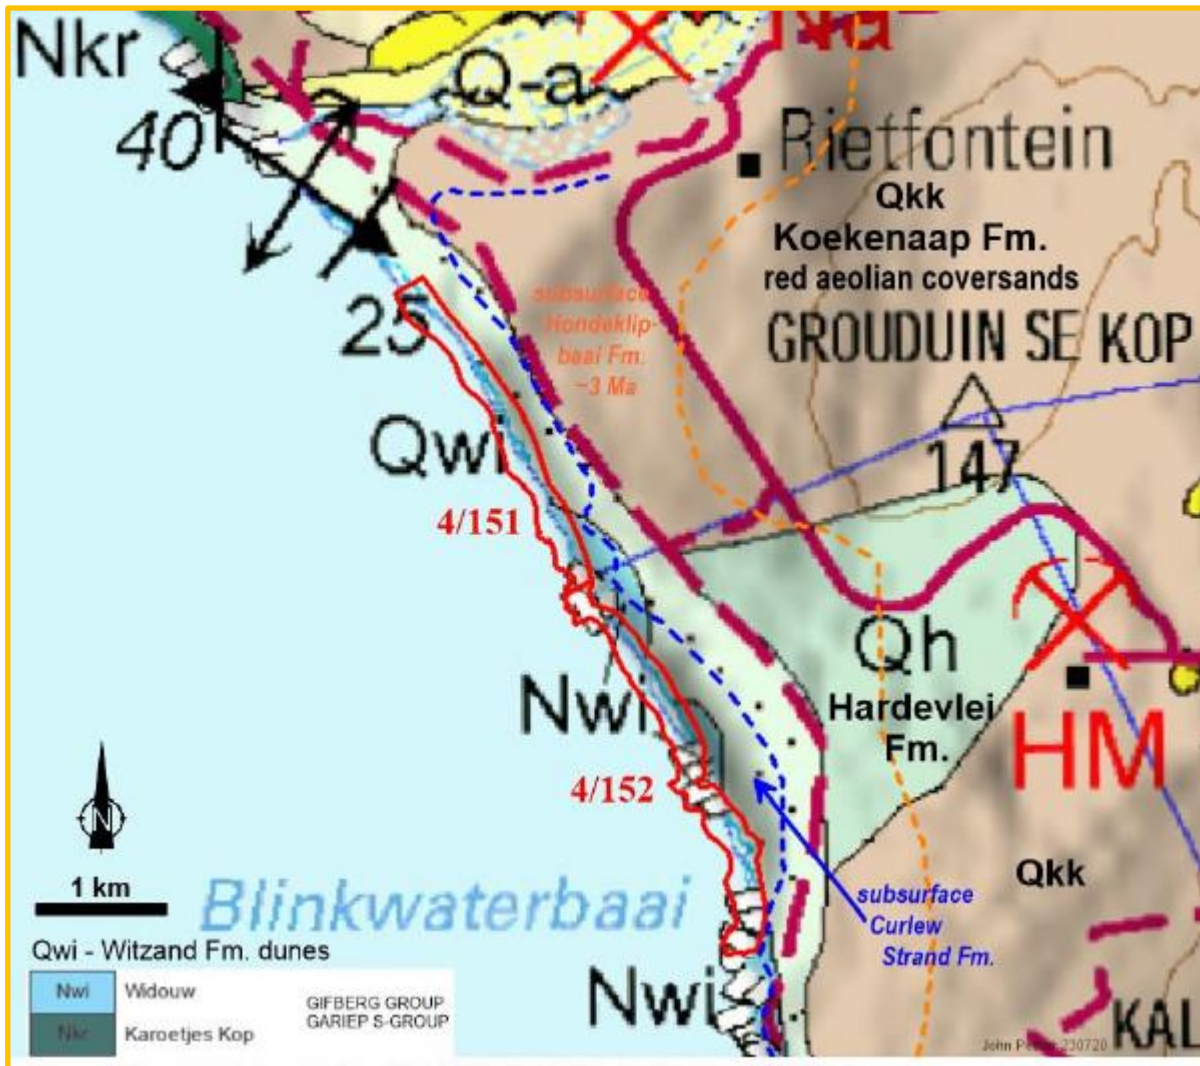 Nkr
Na
Q-a
40
Rietfontein
Qkk
Koekenaap Fm.
red aeolian coversands
GROUDUIN SE KOP
147
25
subsurface
Hondeklip-
baai Fm.
~3 Ma
Qwi
4/151
Qh
Hardevlei
Fm.
HM
Nwi
4/152
Qkk
N
1 km
Blinkwaterbaai
subsurface
Curlew
Strand Fm.
Qwi - Witzand Fm. dunes
Nwi Widouw
Nkr Karoetjes Kop
GIFBERG GROUP
GARIEP S-GROUP
Nwi
KAL